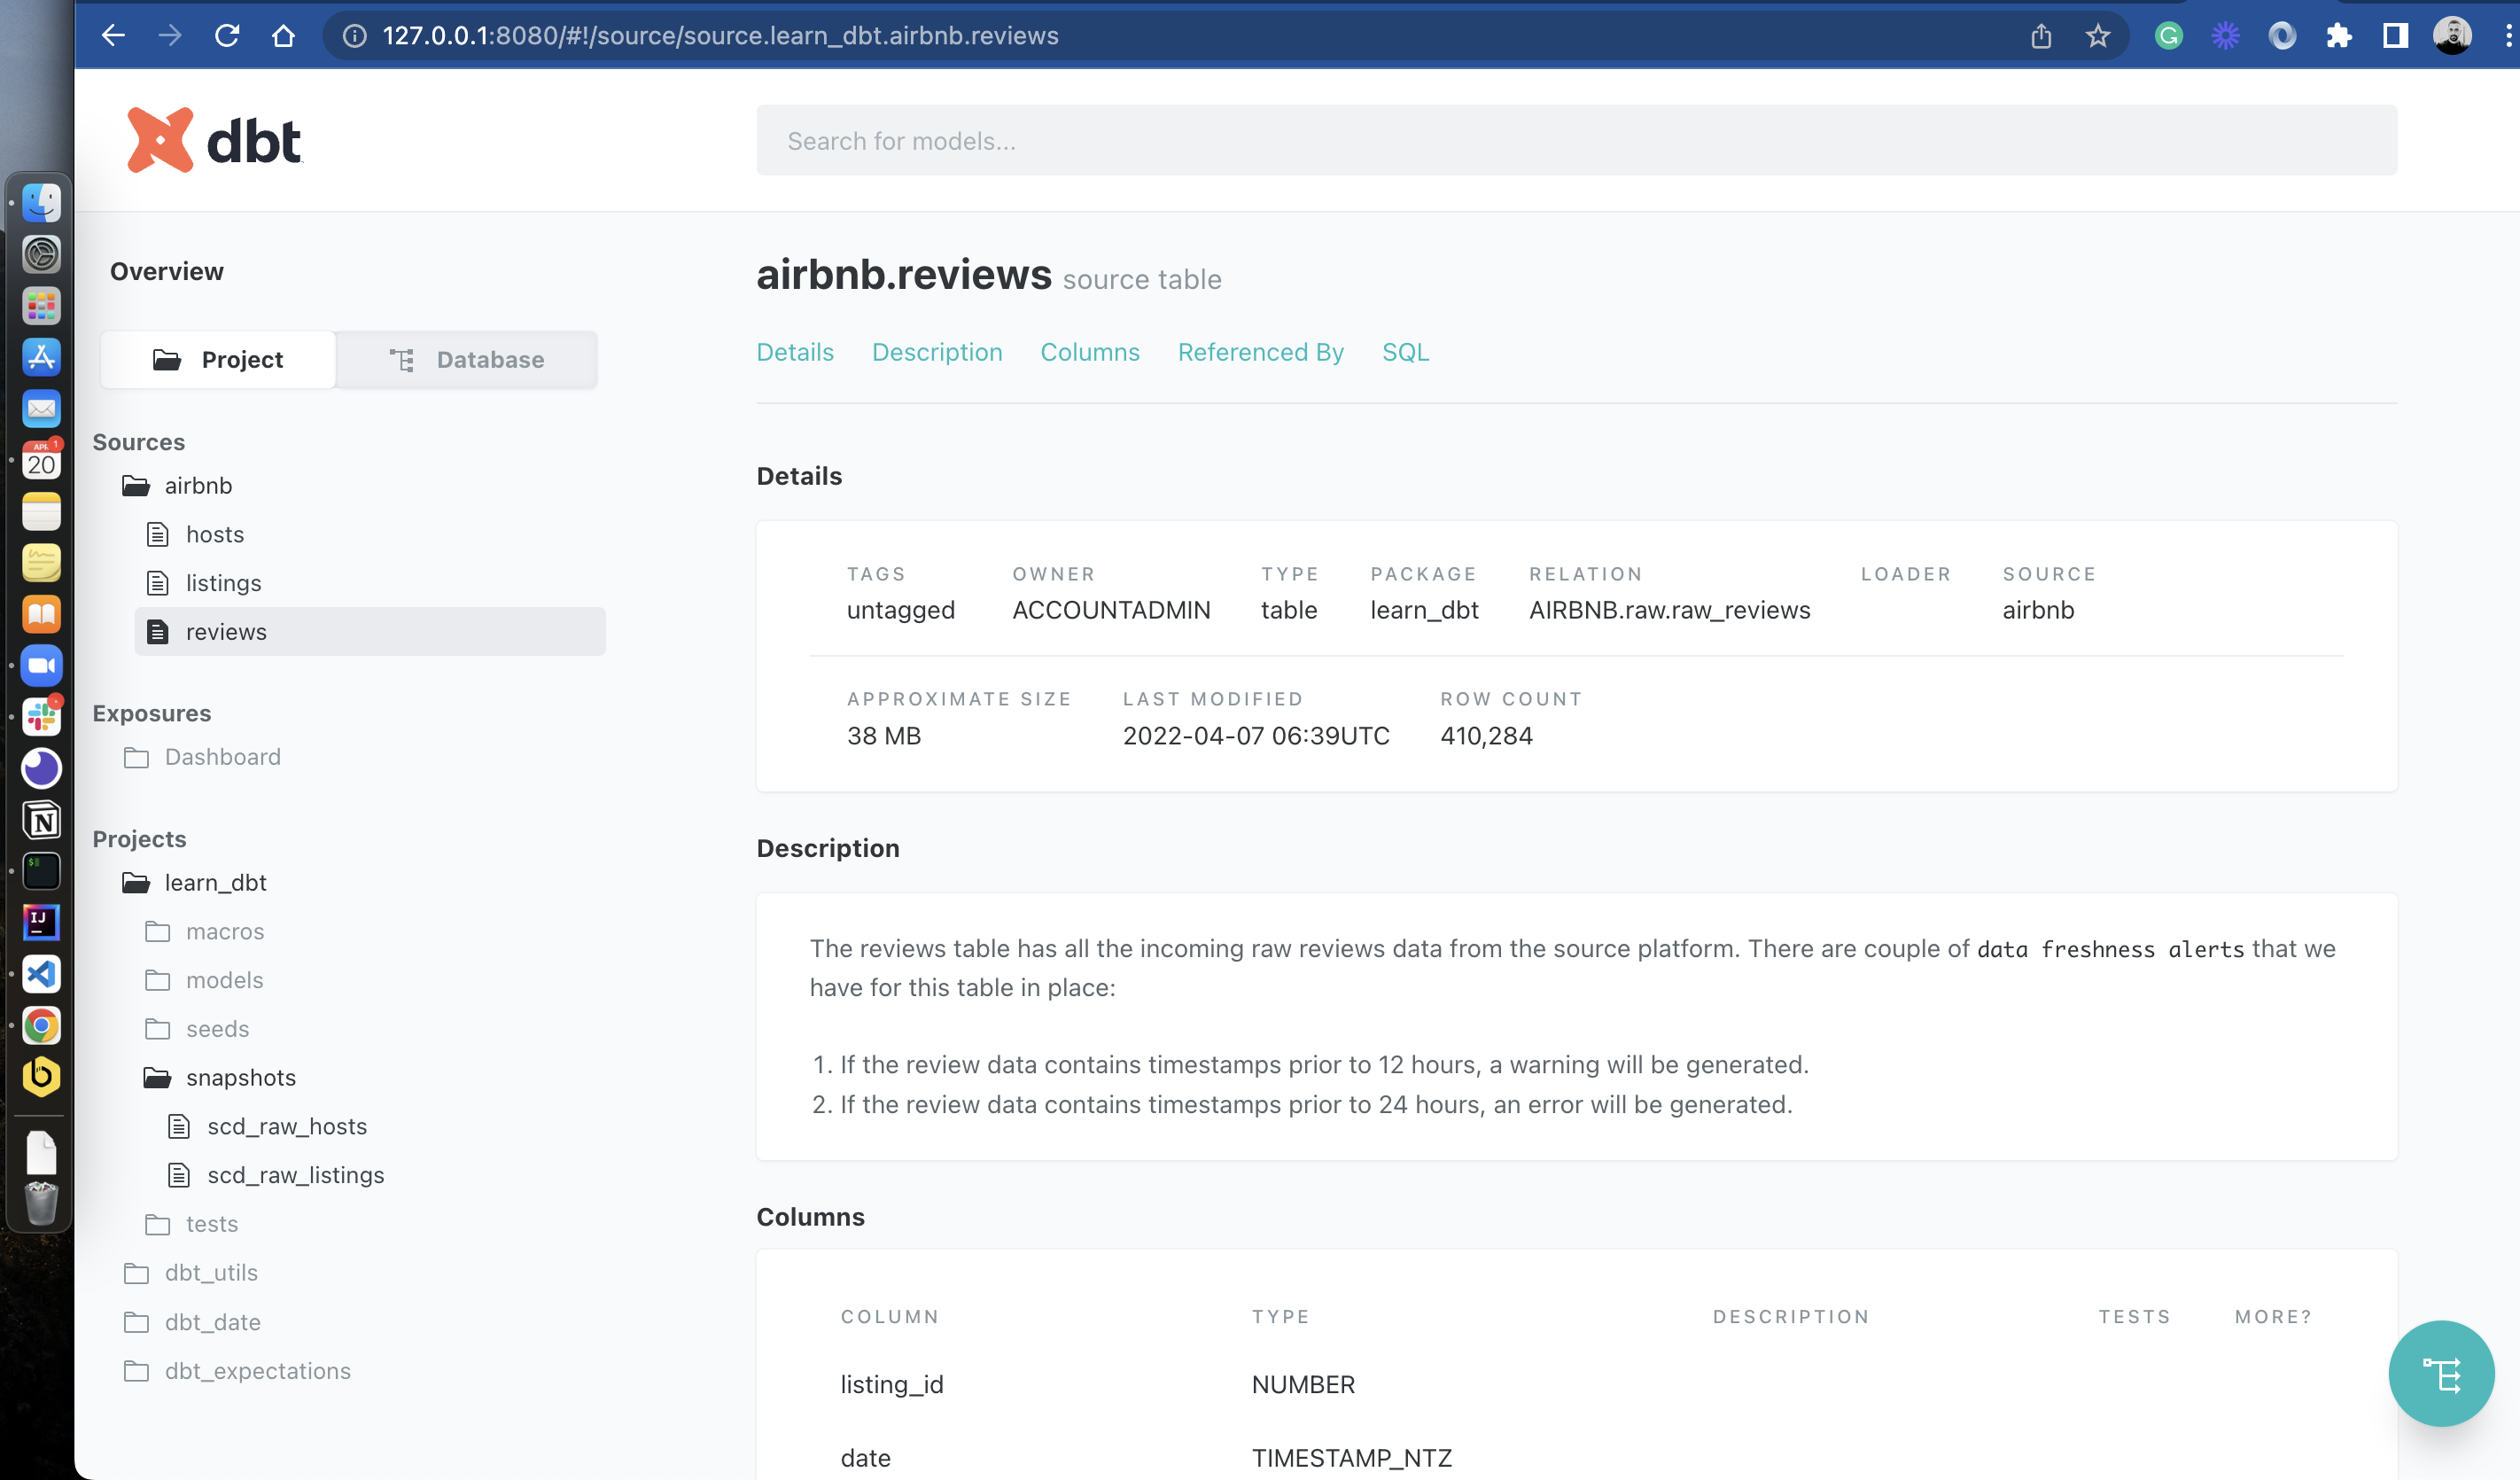 127.0.0.1:8080/#!/source/source.learn_dbt.airbnb.reviews
dbt
Search for models...
Overview
Project
Database
Sources
airbnb
hosts
listings
reviews
Exposures
Dashboard
Projects
learn_dbt
macros
models
seeds
snapshots
scd_raw_hosts
scd_raw_listings
tests
dbt_utils
dbt_date
dbt_expectations
airbnb.reviews source table
Details Description Columns Referenced By SQL
Details
TAGS OWNER TYPE PACKAGE RELATION LOADER SOURCE
untagged ACCOUNTADMIN table learn_dbt AIRBNB.raw.raw_reviews airbnb
APPROXIMATE SIZE LAST MODIFIED ROW COUNT
38 MB 2022-04-07 06:39UTC 410,284
Description
The reviews table has all the incoming raw reviews data from the source platform. There are couple of data freshness alerts that we
have for this table in place:
1. If the review data contains timestamps prior to 12 hours, a warning will be generated.
2. If the review data contains timestamps prior to 24 hours, an error will be generated.
Columns
COLUMN TYPE DESCRIPTION TESTS MORE?
listing_id NUMBER
date TIMESTAMP_NTZ
APR 1
20
N
$
IJ
G
b